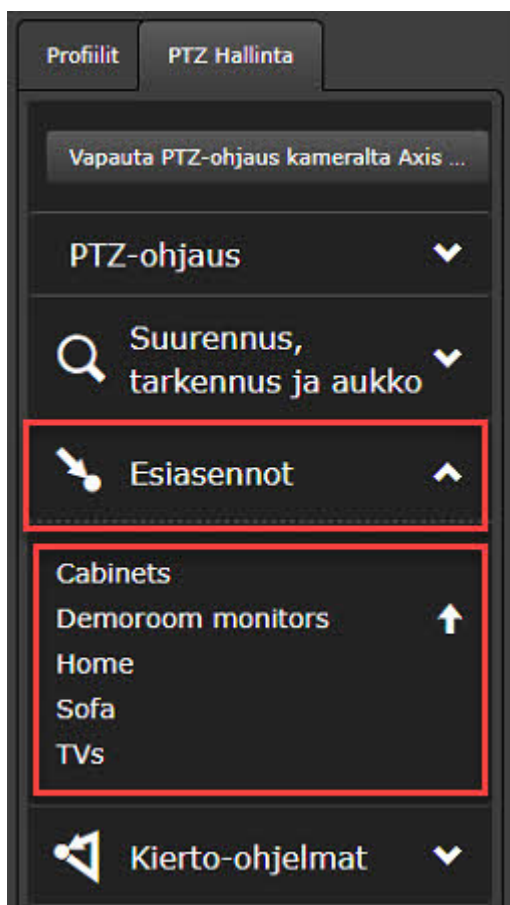 Profiilit
PTZ Hallinta
Vapauta PTZ-ohjaus kameralta Axis ...
PTZ-ohjaus
Suurennus,
tarkennus ja aukko
Esiasennot
Cabinets
Demoroom monitors
Home
Sofa
TVs
Kierto-ohjelmat